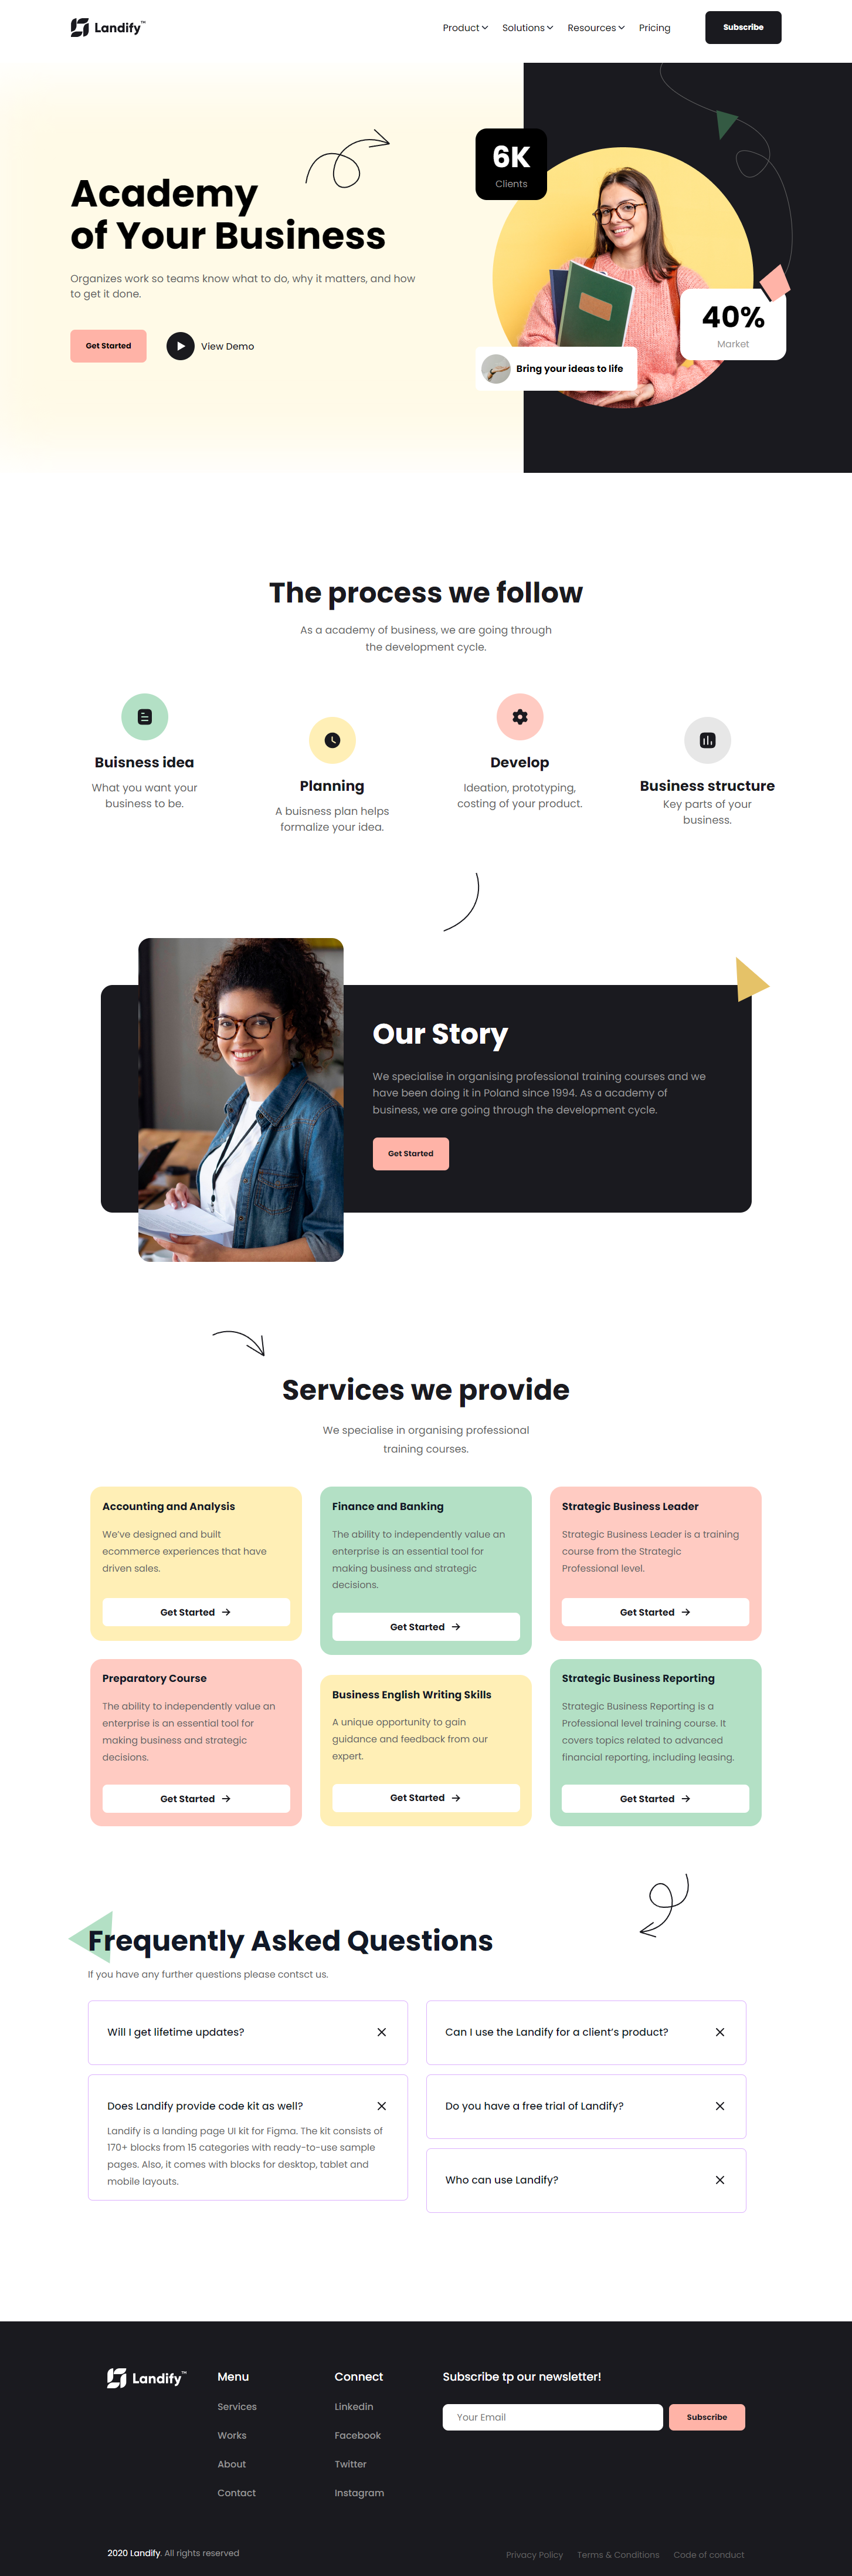 Landify™
Product Solutions Resources Pricing
Subscribe
Academy
of Your Business
Organizes work so teams know what to do, why it matters, and how
to get it done.
Get Started
View Demo
6K
Clients
40%
Market
Bring your ideas to life
The process we follow
As a academy of business, we are going through
the development cycle.
Buisness idea
What you want your
business to be.
Planning
A buisness plan helps
formalize your idea.
Develop
Ideation, prototyping,
costing of your product.
Business structure
Key parts of your
business.
Our Story
We specialise in organising professional training courses and we
have been doing it in Poland since 1994. As a academy of
business, we are going through the development cycle.
Get Started
Services we provide
We specialise in organising professional
training courses.
Accounting and Analysis
We've designed and built
ecommerce experiences that have
driven sales.
Get Started
Finance and Banking
The ability to independently value an
enterprise is an essential tool for
making business and strategic
decisions.
Get Started
Strategic Business Leader
Strategic Business Leader is a training
course from the Strategic
Professional level.
Get Started
Preparatory Course
The ability to independently value an
enterprise is an essential tool for
making business and strategic
decisions.
Get Started
Business English Writing Skills
A unique opportunity to gain
guidance and feedback from our
expert.
Get Started
Strategic Business Reporting
Strategic Business Reporting is a
Professional level training course. It
covers topics related to advanced
financial reporting, including leasing.
Get Started
Frequently Asked Questions
If you have any further questions please contsct us.
Will I get lifetime updates?
Does Landify provide code kit as well?
Landify is a landing page UI kit for Figma. The kit consists of
170+ blocks from 15 categories with ready-to-use sample
pages. Also, it comes with blocks for desktop, tablet and
mobile layouts.
Can I use the Landify for a client's product?
Do you have a free trial of Landify?
Who can use Landify?
Landify™
Menu
Services
Works
About
Contact
Connect
Linkedin
Facebook
Twitter
Instagram
Subscribe tp our newsletter!
Your Email
Subscribe
2020 Landify. All rights reserved
Privacy Policy Terms & Conditions Code of conduct